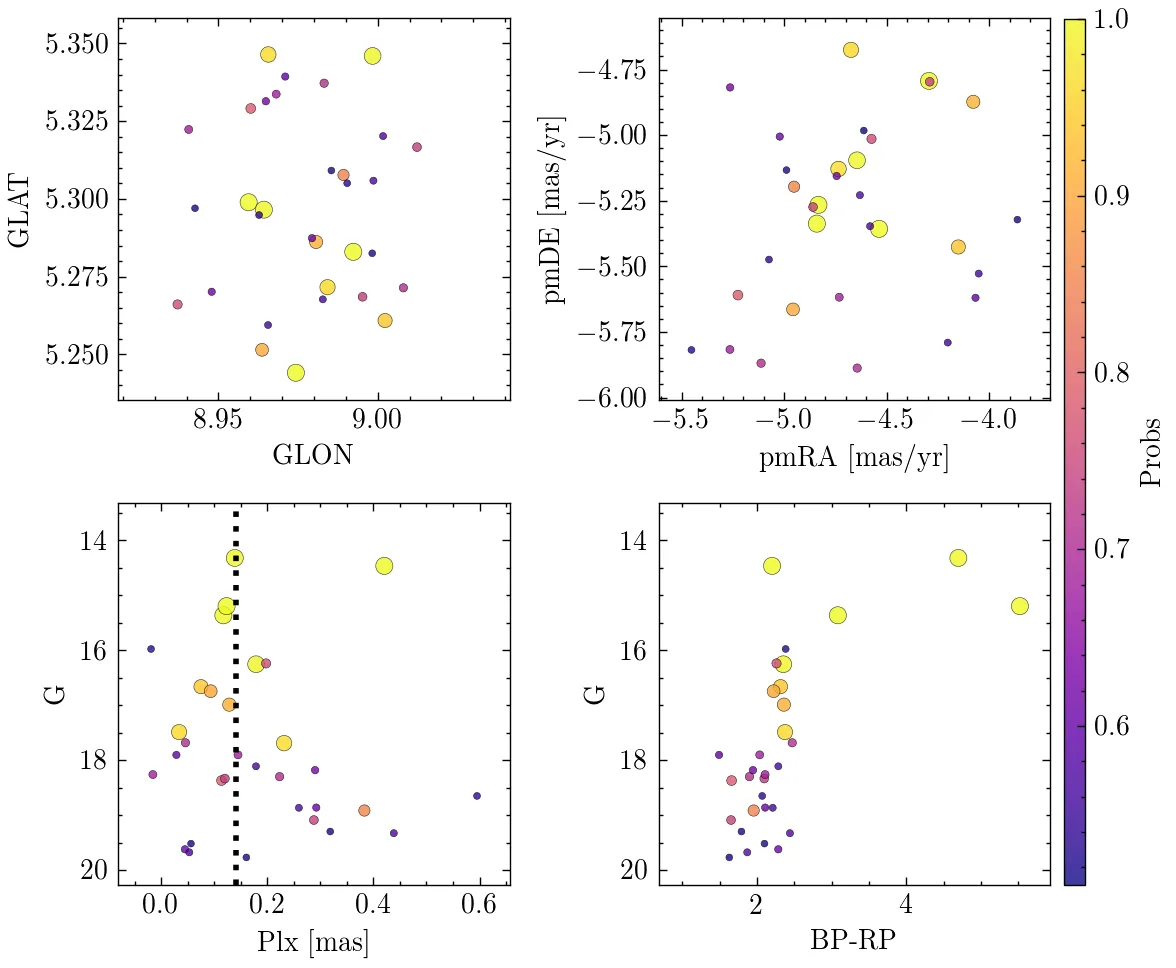 5.350
5.325
5.300
5.275
5.250
GLAT
8.95 9.00
GLON
−4.75
−5.00
−5.25
−5.50
−5.75
−6.00
pmDE [mas/yr]
−5.5 −5.0 −4.5 −4.0
pmRA [mas/yr]
14
16
18
20
G
0.0 0.2 0.4 0.6
Plx [mas]
14
16
18
20
G
2 4
BP-RP
1.0
0.9
0.8
0.7
0.6
Probs